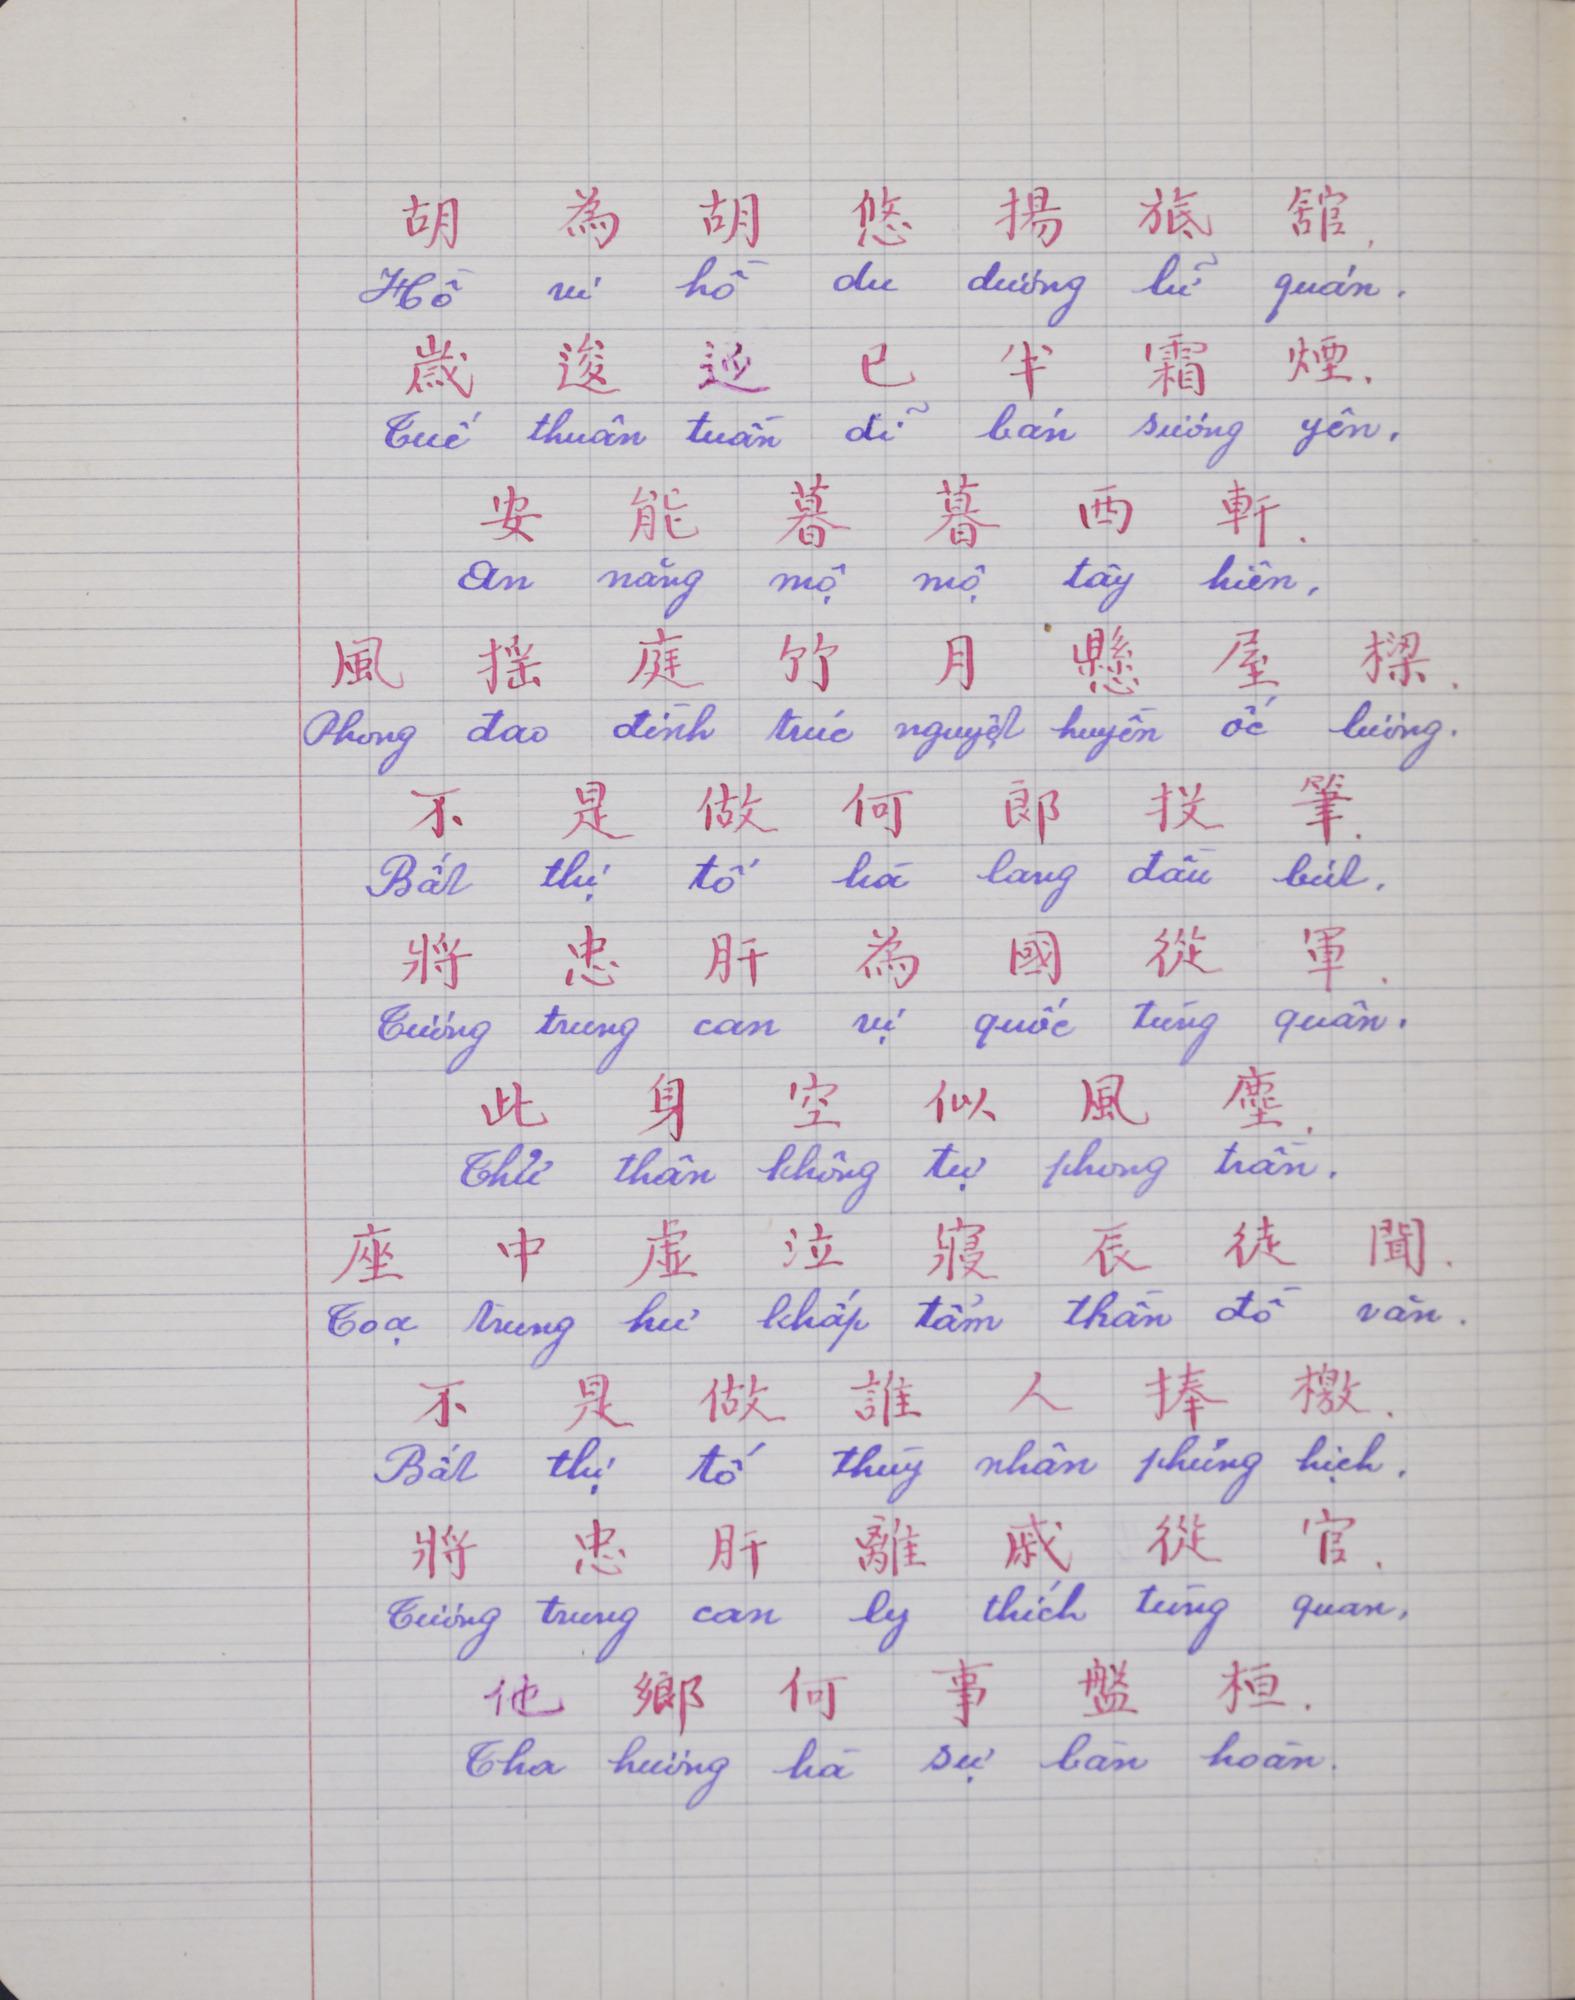 胡 為 胡 悠 揚 旅 館.
Hồ vi hồ du dương lữ quán.
歲 逡 巡 已 半 霜 煙.
Tuế thuân tuần dĩ bán sương yên.
安 能 暮 暮 西 軒.
An năng mộ mộ tây hiên.
風 搖 庭 竹 月 懸 屋 樑.
Phong dao đình trúc nguyệt huyền ốc lương.
不 是 做 何 郎 投 筆.
Bất thị tố hà lang đầu bút.
將 忠 肝 為 國 從 軍.
Tương trung can vị quốc tùng quân.
此 身 空 似 風 塵.
Thử thân không tự phong trần.
座 中 虛 泣 寢 辰 徒 聞.
Toạ trung hư khấp tẩm thần đồ văn.
不 是 做 誰 人 捧 檄.
Bất thị tố thùy nhân phủng hịch.
將 忠 肝 離 戚 從 官.
Tương trung can ly thích tùng quan.
他 鄉 何 事 盤 桓.
Tha hương hà sự bàn hoàn.